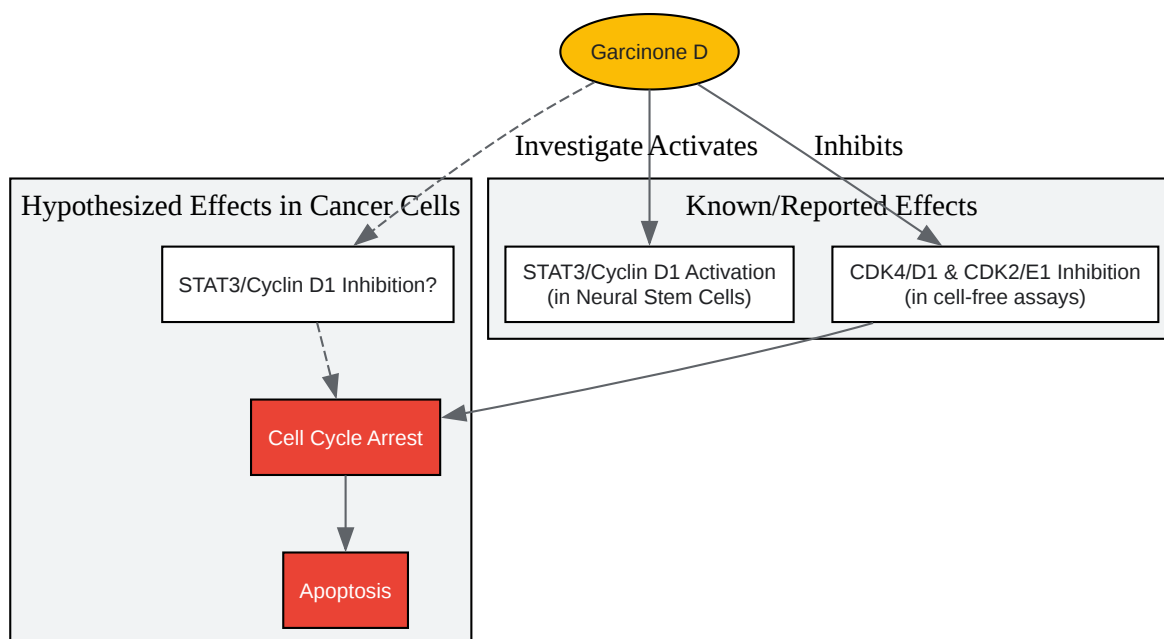 Garcinone D
Investigate Activates Inhibits
Hypothesized Effects in Cancer Cells
Known/Reported Effects
STAT3/Cyclin D1 Inhibition?
STAT3/Cyclin D1 Activation
(in Neural Stem Cells)
CDK4/D1 & CDK2/E1 Inhibition
(in cell-free assays)
Cell Cycle Arrest
Apoptosis